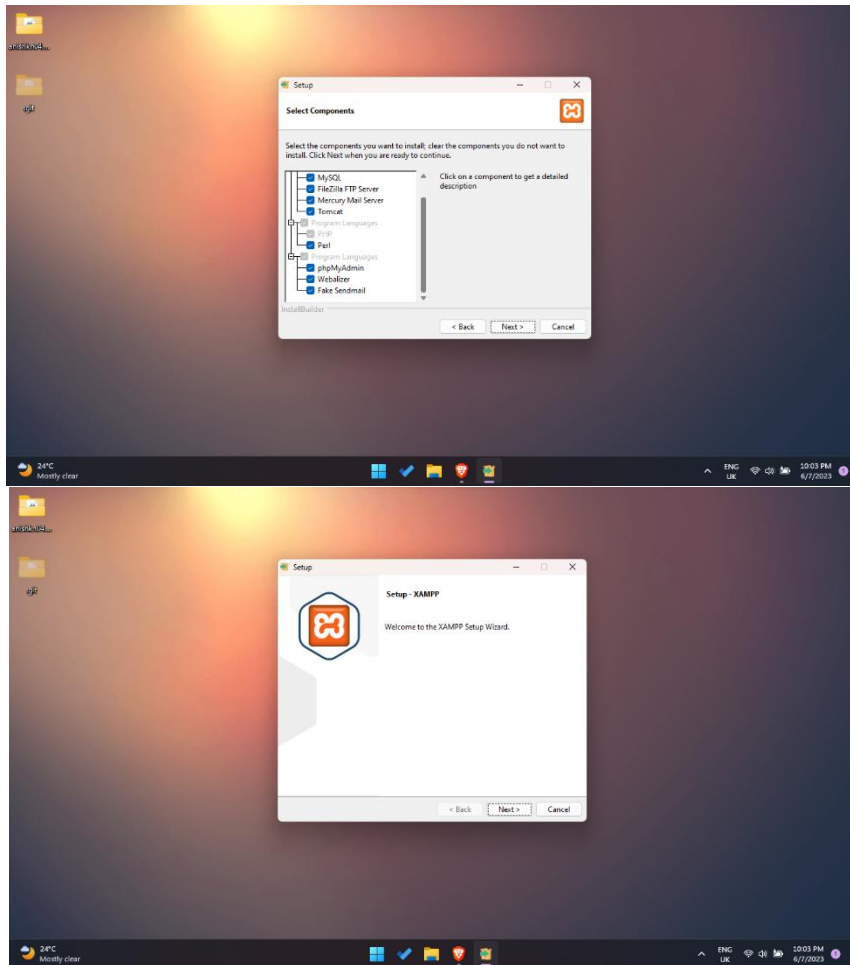 Setup
Select Components
Select the components you want to install; clear the components you do not want to
install. Click Next when you are ready to continue.
MySQL
FileZilla FTP Server
Mercury Mail Server
Tomcat
Program Languages
PHP
Perl
Program Languages
phpMyAdmin
Webalizer
Fake Sendmail
Click on a component to get a detailed
description
InstallBuilder
< Back
Next >
Cancel
24°C
Mostly clear
ENG
UK
10:03 PM
6/7/2023
1
Setup
Setup - XAMPP
Welcome to the XAMPP Setup Wizard.
< Back
Next >
Cancel
24°C
Mostly clear
ENG
UK
10:03 PM
6/7/2023
1